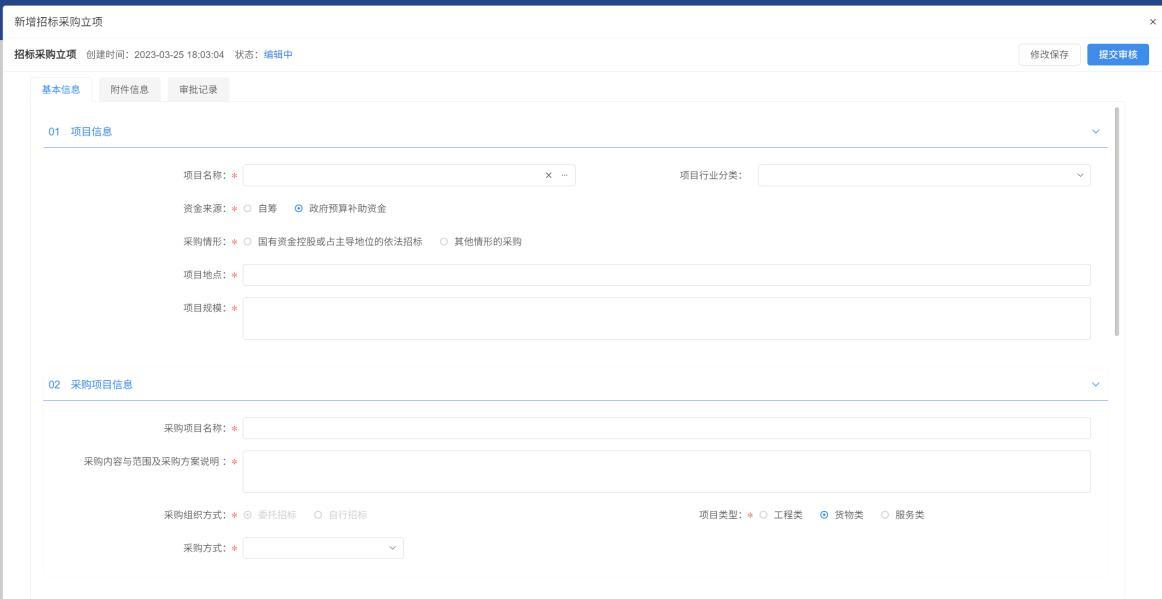 新增招标采购立项
×
招标采购立项 创建时间：2023-03-25 18:03:04 状态：编辑中 修改保存 提交审核
基本信息 附件信息 审批记录
01 项目信息
项目名称：* × ... 项目行业分类：
资金来源：* 自筹 政府预算补助资金
采购情形：* 国有资金控股或占主导地位的依法招标 其他情形的采购
项目地点：*
项目规模：*
02 采购项目信息
采购项目名称：*
采购内容与范围及采购方案说明 ：*
采购组织方式：* 委托招标 自行招标 项目类型：* 工程类 货物类 服务类
采购方式：*